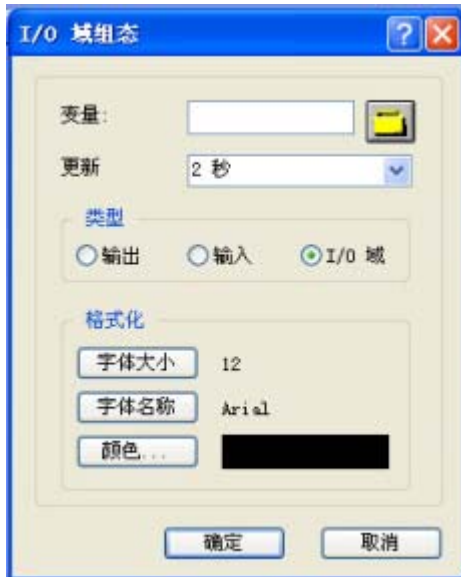 I/O 域组态
变量:
更新 2 秒
类型
输出 输入 I/O 域
格式化
字体大小 12
字体名称 Arial
颜色...
确定 取消